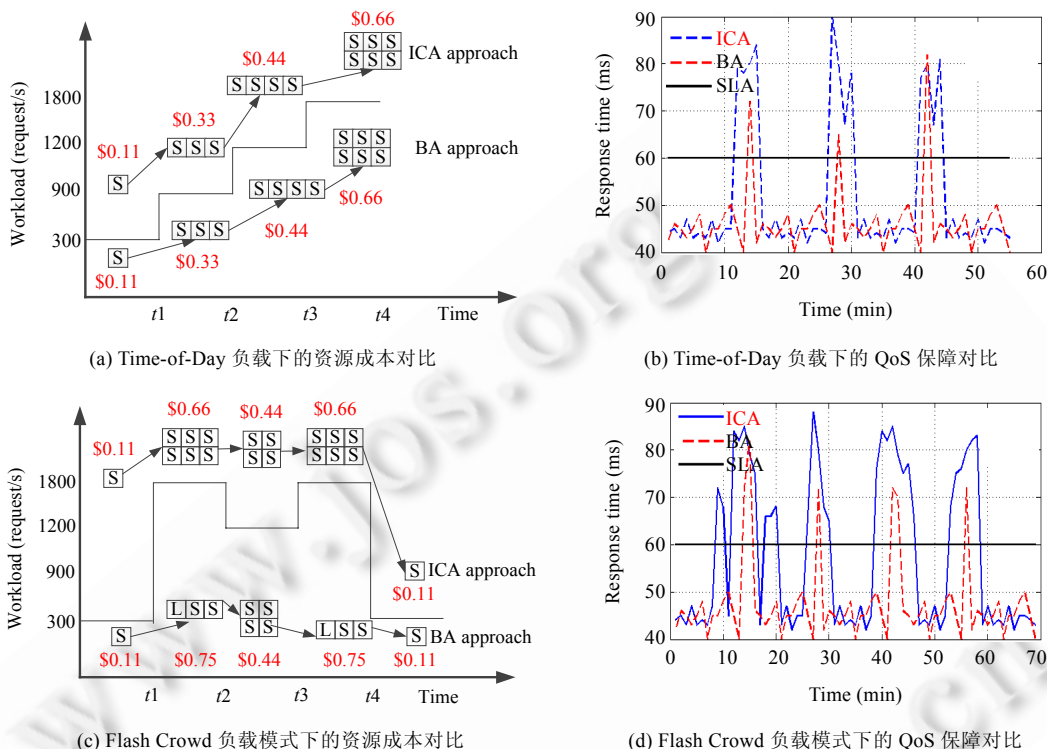 $0.66
S S S
S S S
ICA approach
$0.44
S S S S
$0.33
S S S
$0.11
S
BA approach
S S S
S S S
$0.66
S S S S
$0.44
S S S
$0.33
S
$0.11
Workload (request/s)
1800
1200
900
300
t1 t2 t3 t4 Time
(a) Time-of-Day 负载下的资源成本对比
ICA
BA
SLA
Response time (ms)
90
80
70
60
50
40
0 10 20 30 40 50 60
Time (min)
(b) Time-of-Day 负载下的 QoS 保障对比
$0.66 $0.44 $0.66
$0.11
S
S S S
S S S
S S
S S
S S S
S S S
S ICA approach
$0.11
L S S
S S
S S
L S S
S
S BA approach
$0.11 $0.75 $0.44 $0.75 $0.11
Workload (request/s)
1800
1200
900
300
t1 t2 t3 t4 Time
(c) Flash Crowd 负载模式下的资源成本对比
ICA
BA
SLA
Response time (ms)
90
80
70
60
50
40
0 10 20 30 40 50 60 70
Time (min)
(d) Flash Crowd 负载模式下的 QoS 保障对比
www.jos.org.cn